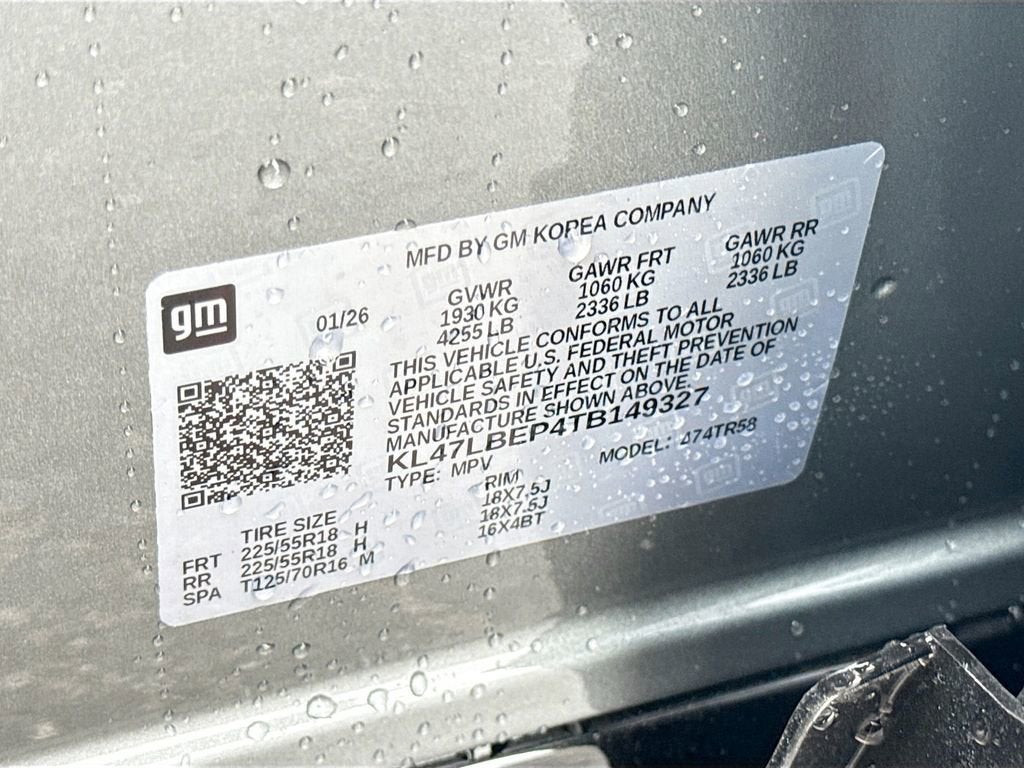 MFD BY GM KOREA COMPANY
gm
01/26
GVWR GAWR FRT GAWR RR
1930 KG 1060 KG 1060 KG
4255 LB 2336 LB 2336 LB
THIS VEHICLE CONFORMS TO ALL
APPLICABLE U.S. FEDERAL MOTOR
VEHICLE SAFETY AND THEFT PREVENTION
STANDARDS IN EFFECT ON THE DATE OF
MANUFACTURE SHOWN ABOVE.
KL47LBEP4TB149327
TYPE: MPV MODEL: 474TR58
TIRE SIZE RIM
FRT 225/55R18 H 18X7.5J
RR 225/55R18 H 18X7.5J
SPA T125/70R16 M 16X4BT